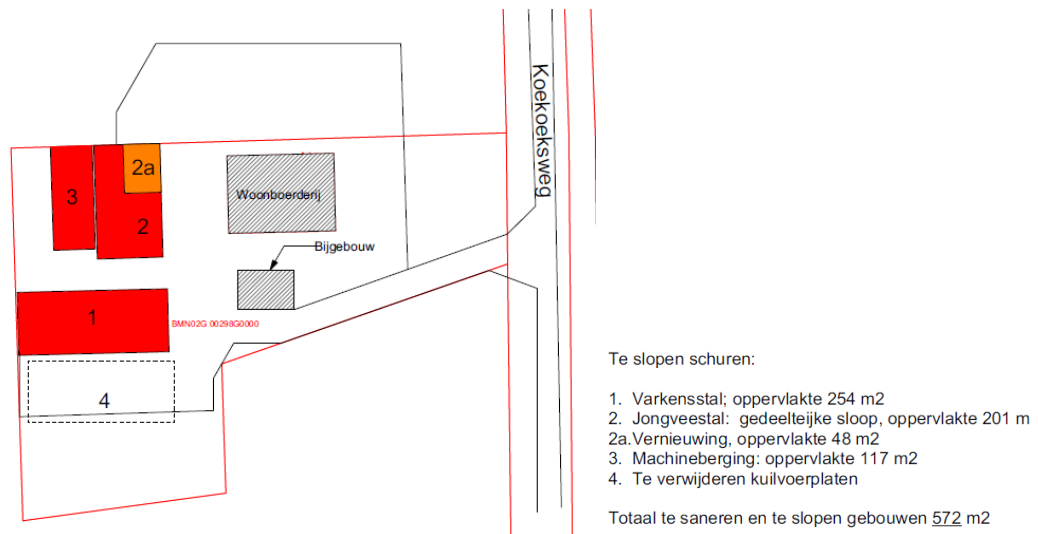 Koekoeksweg
2a
3
Woonboerderij
2
Bijgebouw
1
BMN02G 00298G0000
4
Te slopen schuren:
1. Varkensstal; oppervlakte 254 m2
2. Jongveestal: gedeelteijke sloop, oppervlakte 201 m
2a.Vernieuwing, oppervlakte 48 m2
3. Machineberging: oppervlakte 117 m2
4. Te verwijderen kuilvoerplaten
Totaal te saneren en te slopen gebouwen 572 m2